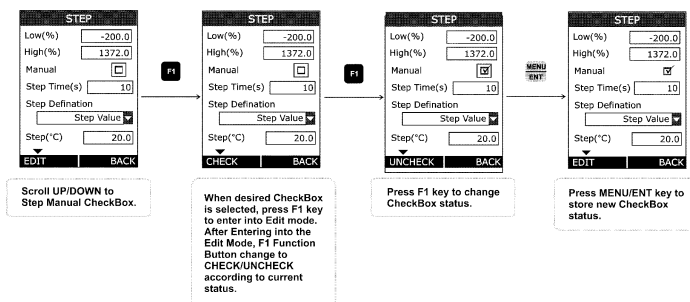 STEP
Low(%) -200.0
High(%) 1372.0
Manual
Step Time(s) 10
Step Defination
Step Value
Step(°C) 20.0
EDIT BACK
Scroll UP/DOWN to
Step Manual CheckBox.
F1
STEP
Low(%) -200.0
High(%) 1372.0
Manual
Step Time(s) 10
Step Defination
Step Value
Step(°C) 20.0
CHECK BACK
When desired CheckBox
is selected, press F1 key
to enter into Edit mode.
After Entering into the
Edit Mode, F1 Function
Button change to
CHECK/UNCHECK
according to current
status.
F1
STEP
Low(%) -200.0
High(%) 1372.0
Manual
Step Time(s) 10
Step Defination
Step Value
Step(°C) 20.0
UNCHECK BACK
Press F1 key to change
CheckBox status.
MENU
ENT
STEP
Low(%) -200.0
High(%) 1372.0
Manual
Step Time(s) 10
Step Defination
Step Value
Step(°C) 20.0
EDIT BACK
Press MENU/ENT key to
store new CheckBox
status.